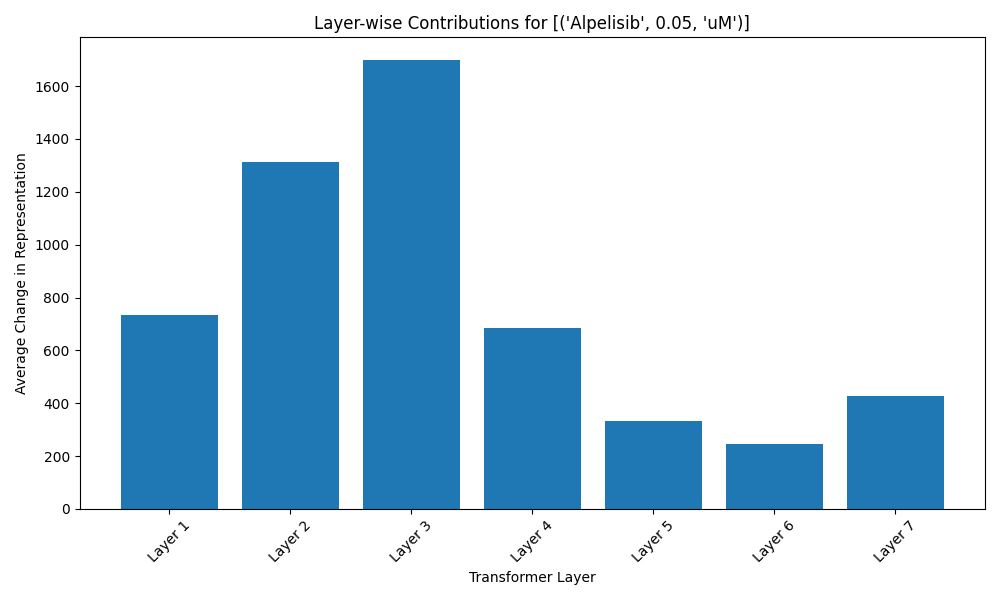 Layer-wise Contributions for [('Alpelisib', 0.05, 'uM')]
Average Change in Representation
1600
1400
1200
1000
800
600
400
200
0
Layer 1
Layer 2
Layer 3
Layer 4
Layer 5
Layer 6
Layer 7
Transformer Layer